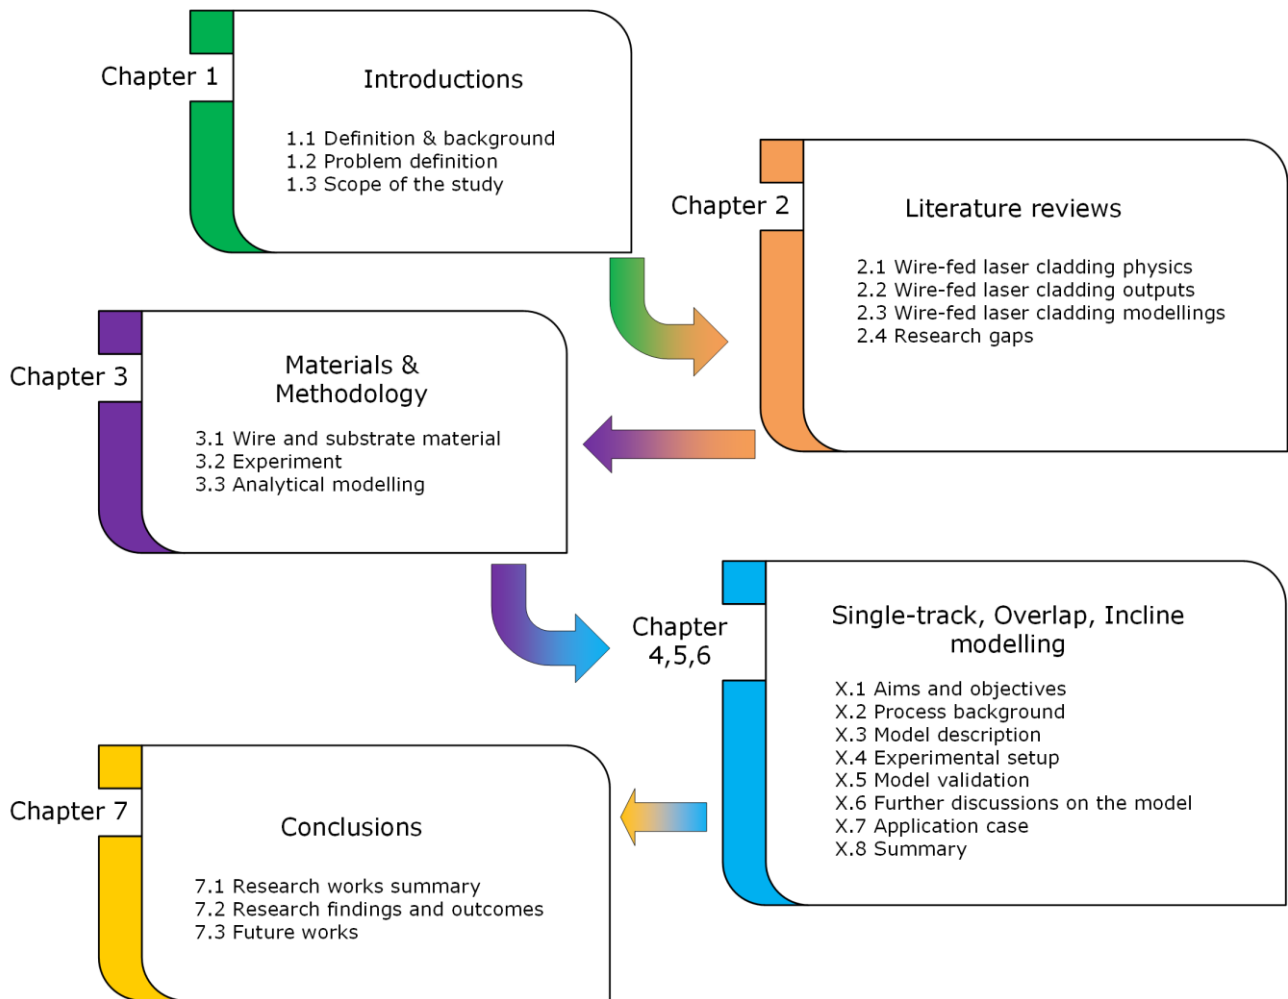 Chapter 1
Introductions
1.1 Definition & background
1.2 Problem definition
1.3 Scope of the study
Chapter 2
Literature reviews
2.1 Wire-fed laser cladding physics
2.2 Wire-fed laser cladding outputs
2.3 Wire-fed laser cladding modellings
2.4 Research gaps
Chapter 3
Materials &
Methodology
3.1 Wire and substrate material
3.2 Experiment
3.3 Analytical modelling
Chapter
4,5,6
Single-track, Overlap, Incline
modelling
X.1 Aims and objectives
X.2 Process background
X.3 Model description
X.4 Experimental setup
X.5 Model validation
X.6 Further discussions on the model
X.7 Application case
X.8 Summary
Chapter 7
Conclusions
7.1 Research works summary
7.2 Research findings and outcomes
7.3 Future works